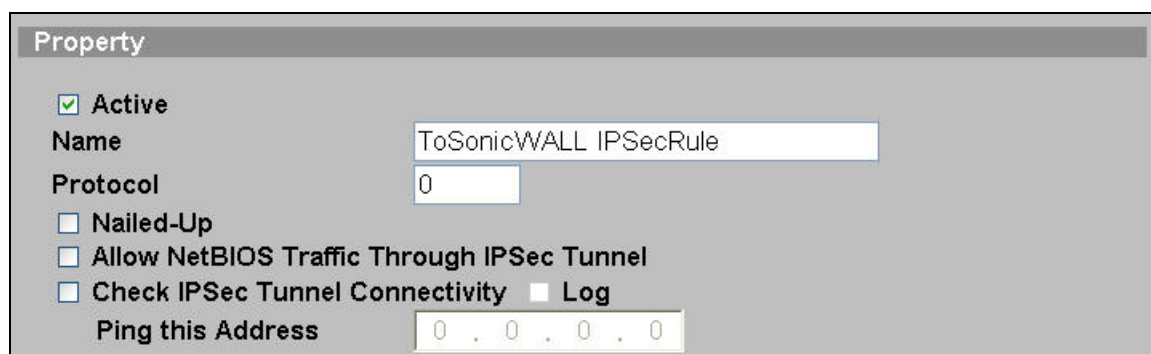 Property
Active
Name ToSonicWALL IPSecRule
Protocol 0
Nailed-Up
Allow NetBIOS Traffic Through IPSec Tunnel
Check IPSec Tunnel Connectivity Log
Ping this Address 0 . 0 . 0 . 0